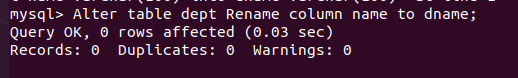 mysql> Alter table dept Rename column name to dname;
Query OK, 0 rows affected (0.03 sec)
Records: 0  Duplicates: 0  Warnings: 0